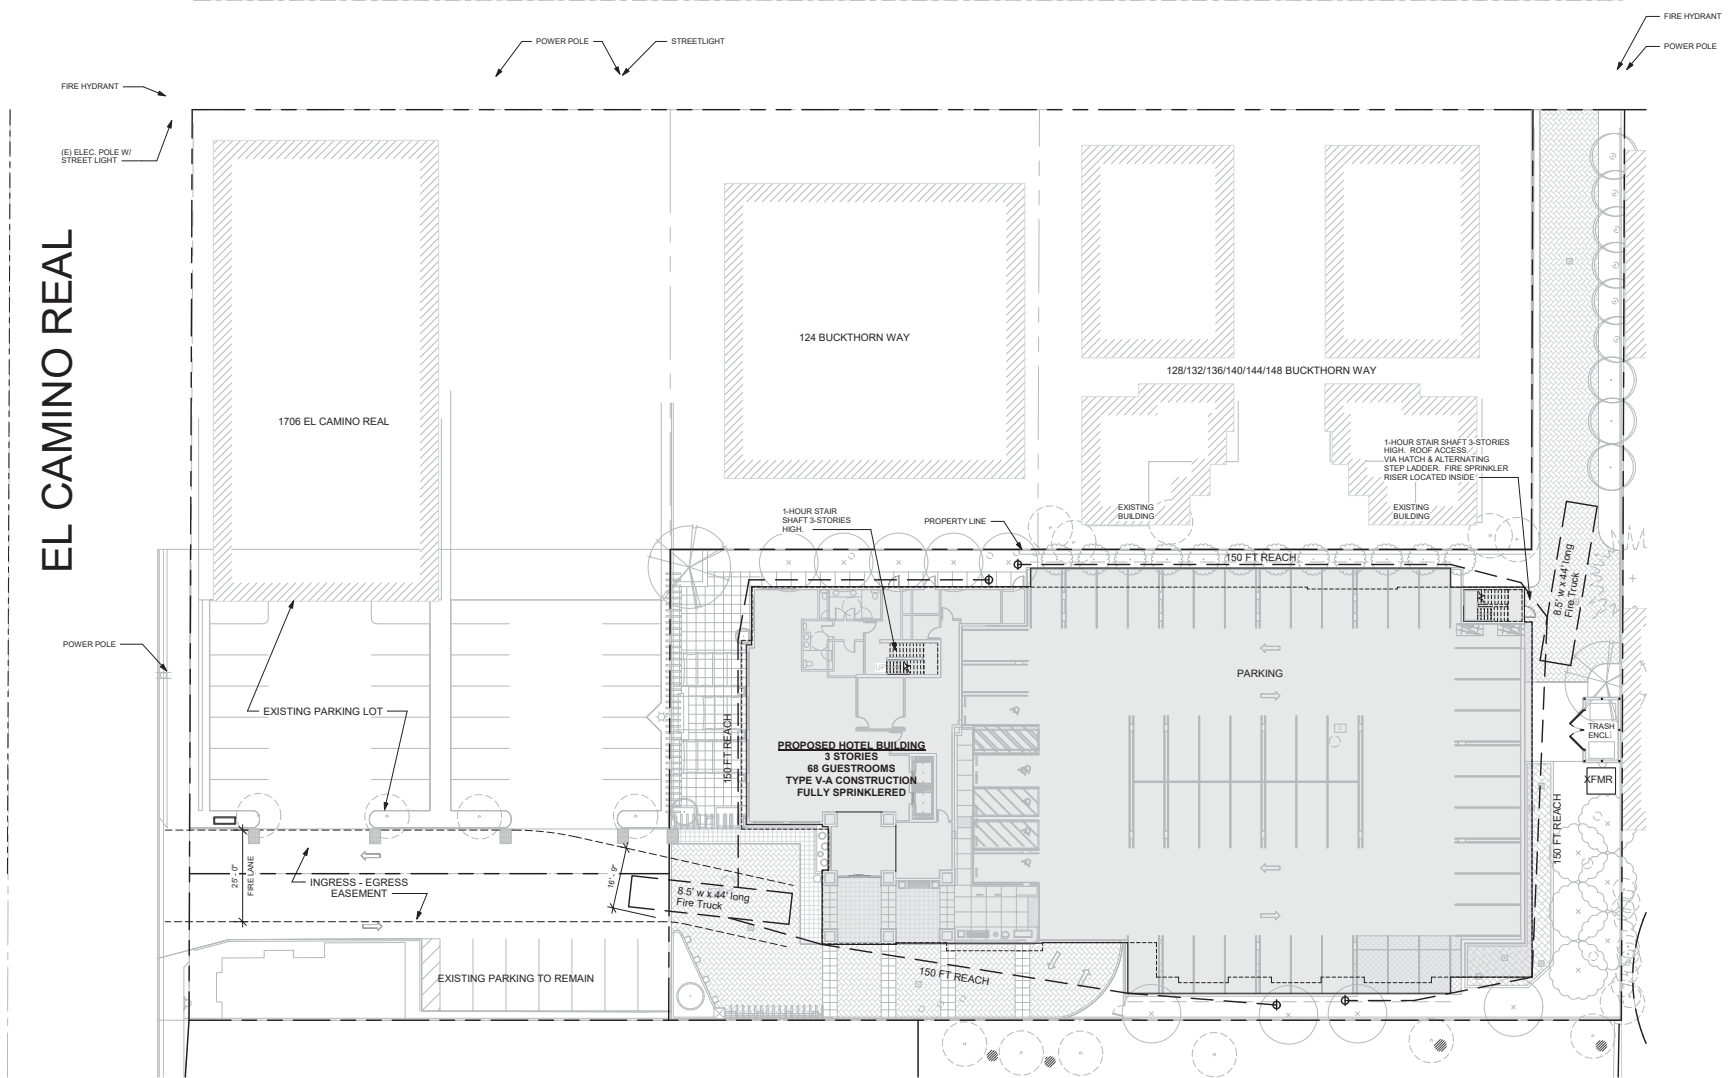 FIRE HYDRANT
POWER POLE
STREETLIGHT
POWER POLE
FIRE HYDRANT
(E) ELEC. POLE W/
STREET LIGHT
EL CAMINO REAL
124 BUCKTHORN WAY
128/132/136/140/144/148 BUCKTHORN WAY
1706 EL CAMINO REAL
1-HOUR STAIR SHAFT 3-STORIES
HIGH. ROOF ACCESS
VIA HATCH & ALTERNATING
STEP LADDER. FIRE SPRINKLER
RISER LOCATED INSIDE
EXISTING
BUILDING
EXISTING
BUILDING
1-HOUR STAIR
SHAFT 3-STORIES
HIGH.
PROPERTY LINE
150 FT REACH
8.5' w x 44' long
Fire Truck
POWER POLE
UP
PARKING
EXISTING PARKING LOT
150 FT REACH
TRASH
ENCL.
PROPOSED HOTEL BUILDING
3 STORIES
68 GUESTROOMS
TYPE V-A CONSTRUCTION
FULLY SPRINKLERED
XFMR
150 FT REACH
25' - 0"
FIRE LANE
INGRESS - EGRESS
EASEMENT
16' - 9"
8.5' w x 44' long
Fire Truck
EXISTING PARKING TO REMAIN
150 FT REACH